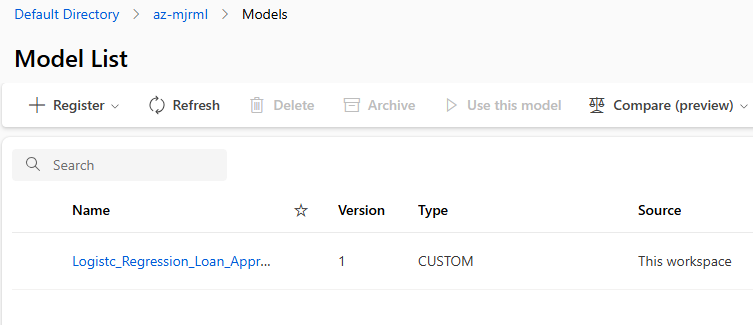 Default Directory > az-mjrml > Models
Model List
Register Refresh Delete Archive Use this model Compare (preview)
Search
Name Version Type Source
Logistc_Regression_Loan_Appr... 1 CUSTOM This workspace